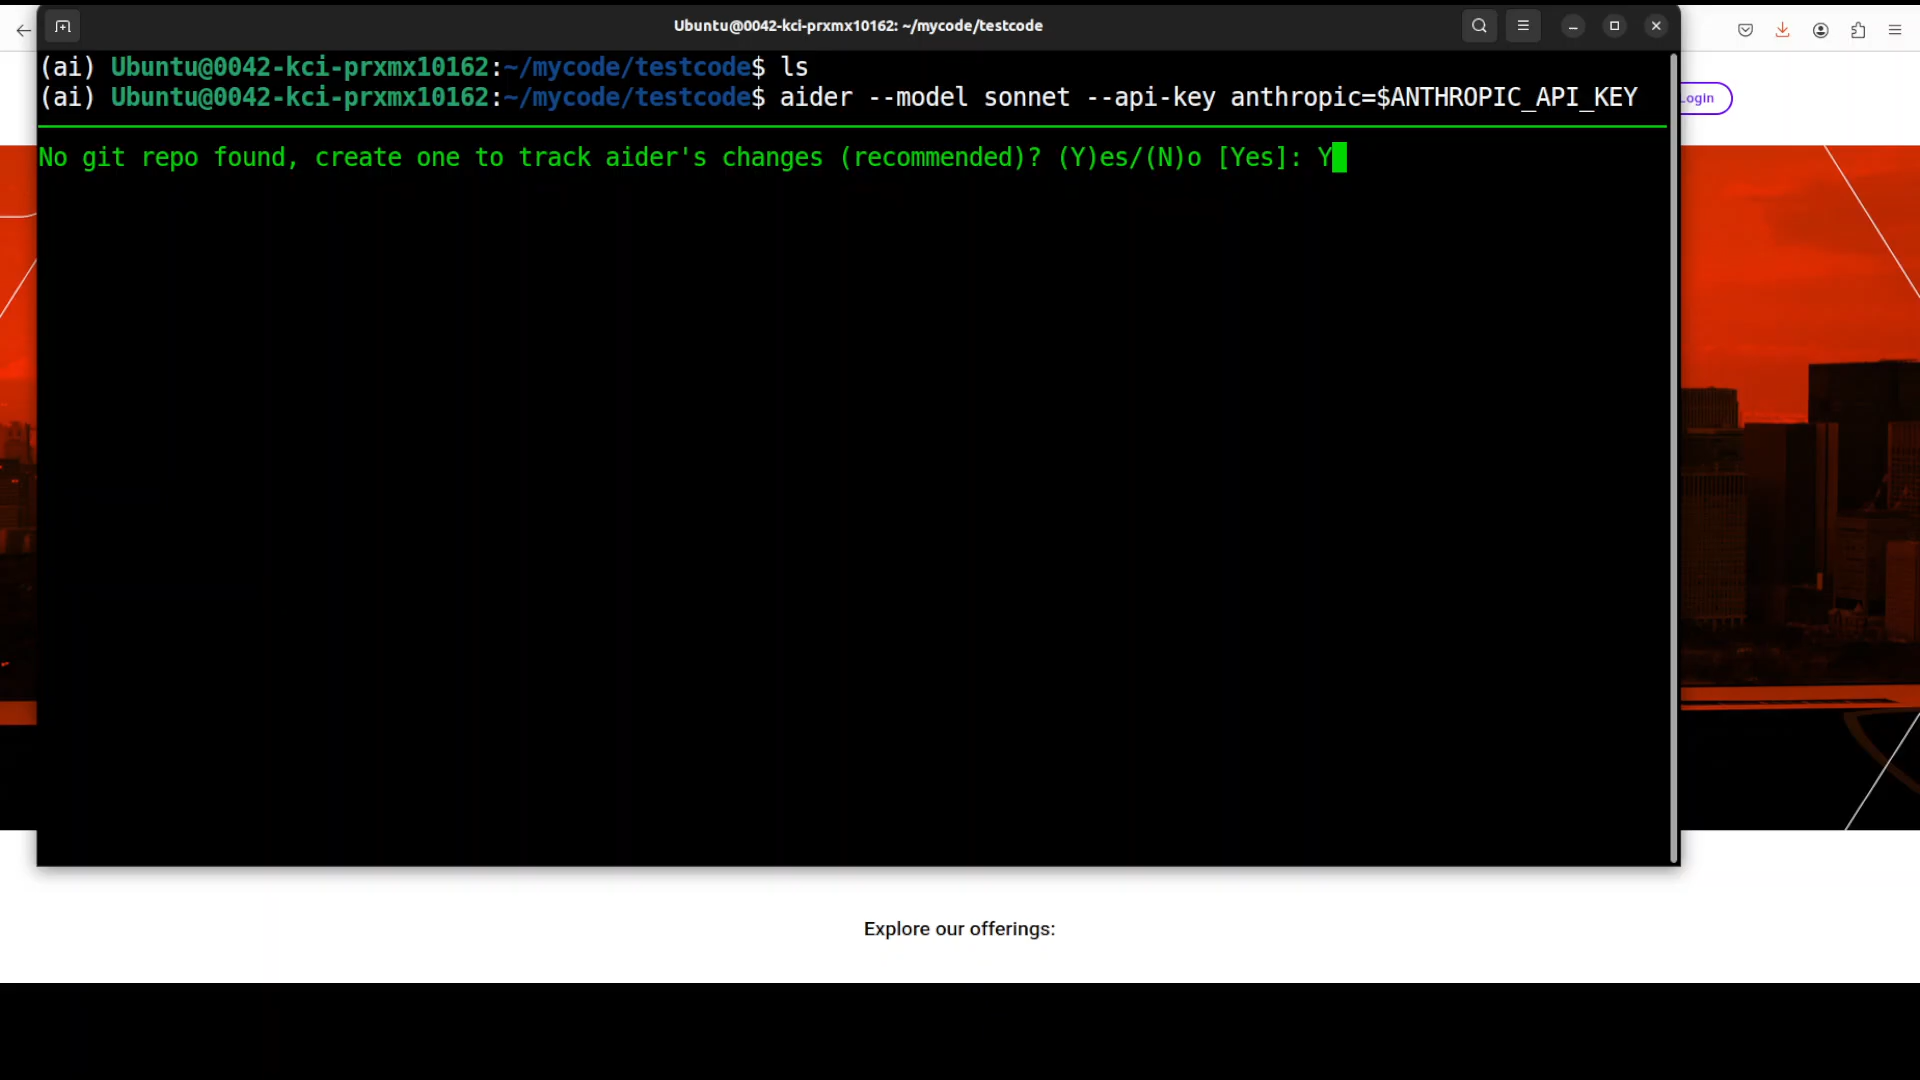 Ubuntu@0042-kci-prxmx10162: ~/mycode/testcode
(ai) Ubuntu@0042-kci-prxmx10162:~/mycode/testcode$ ls
(ai) Ubuntu@0042-kci-prxmx10162:~/mycode/testcode$ aider --model sonnet --api-key anthropic=$ANTHROPIC_API_KEY
Login
No git repo found, create one to track aider's changes (recommended)? (Y)es/(N)o [Yes]: Y
Explore our offerings: